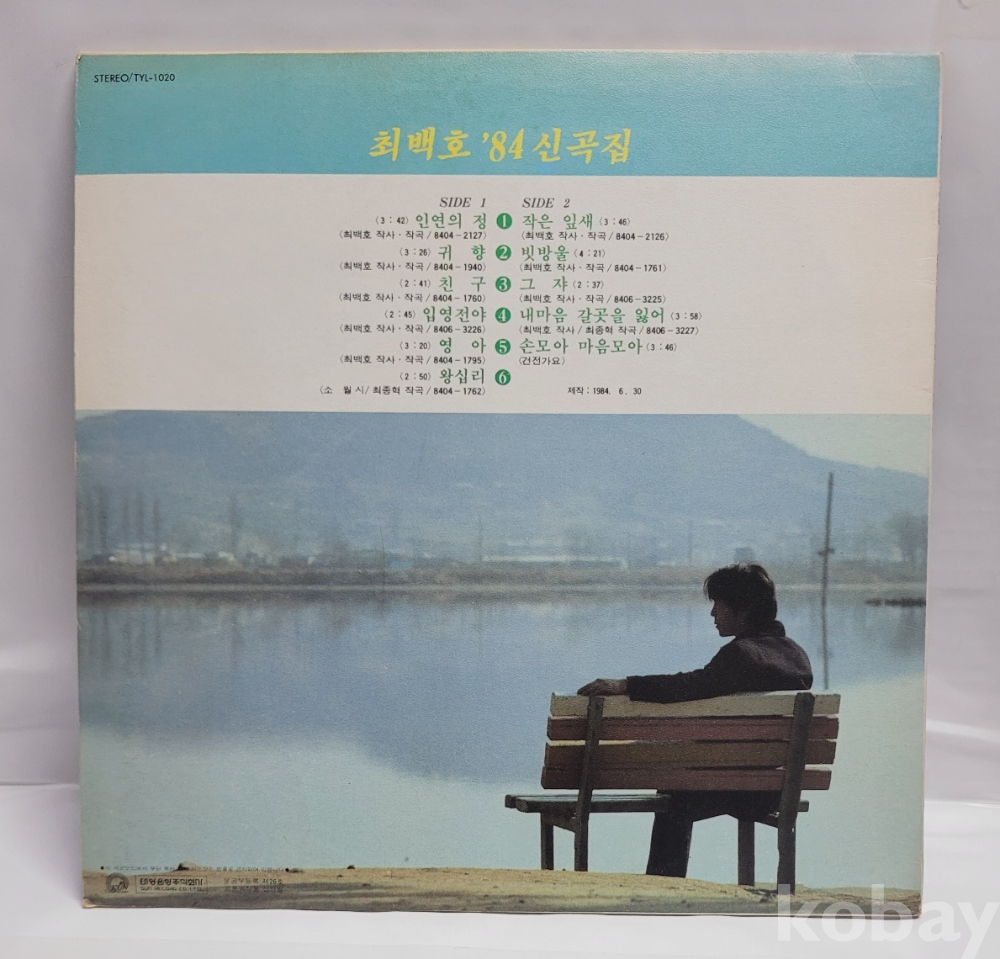 STEREO/TYL-1020
최백호 '84 신곡집
SIDE 1 SIDE 2
(3:42) 인연의 정 1 작은 잎새 (3:46)
(최백호 작사·작곡/8404-2127) (최백호 작사·작곡/8404-2126)
(3:26) 귀 향 2 빗방울 (4:21)
(최백호 작사·작곡/8404-1940) (최백호 작사·작곡/8404-1761)
(2:41) 친 구 3 그 쟈 (2:37)
(최백호 작사·작곡/8404-1760) (최백호 작사·작곡/8406-3225)
(2:45) 입영전야 4 내마음 갈곳을 잃어 (3:58)
(최백호 작사·작곡/8406-3226) (최백호 작사/최종혁 작곡/8406-3227)
(3:20) 영 아 5 손모아 마음모아 (3:46)
(최백호 작사·작곡/8404-1795) (건전가요)
(2:50) 왕십리 6
(소 월 시/최종혁 작곡/8404-1762) 제작:1984. 6. 30
SUN 태광음향주식회사
kobay